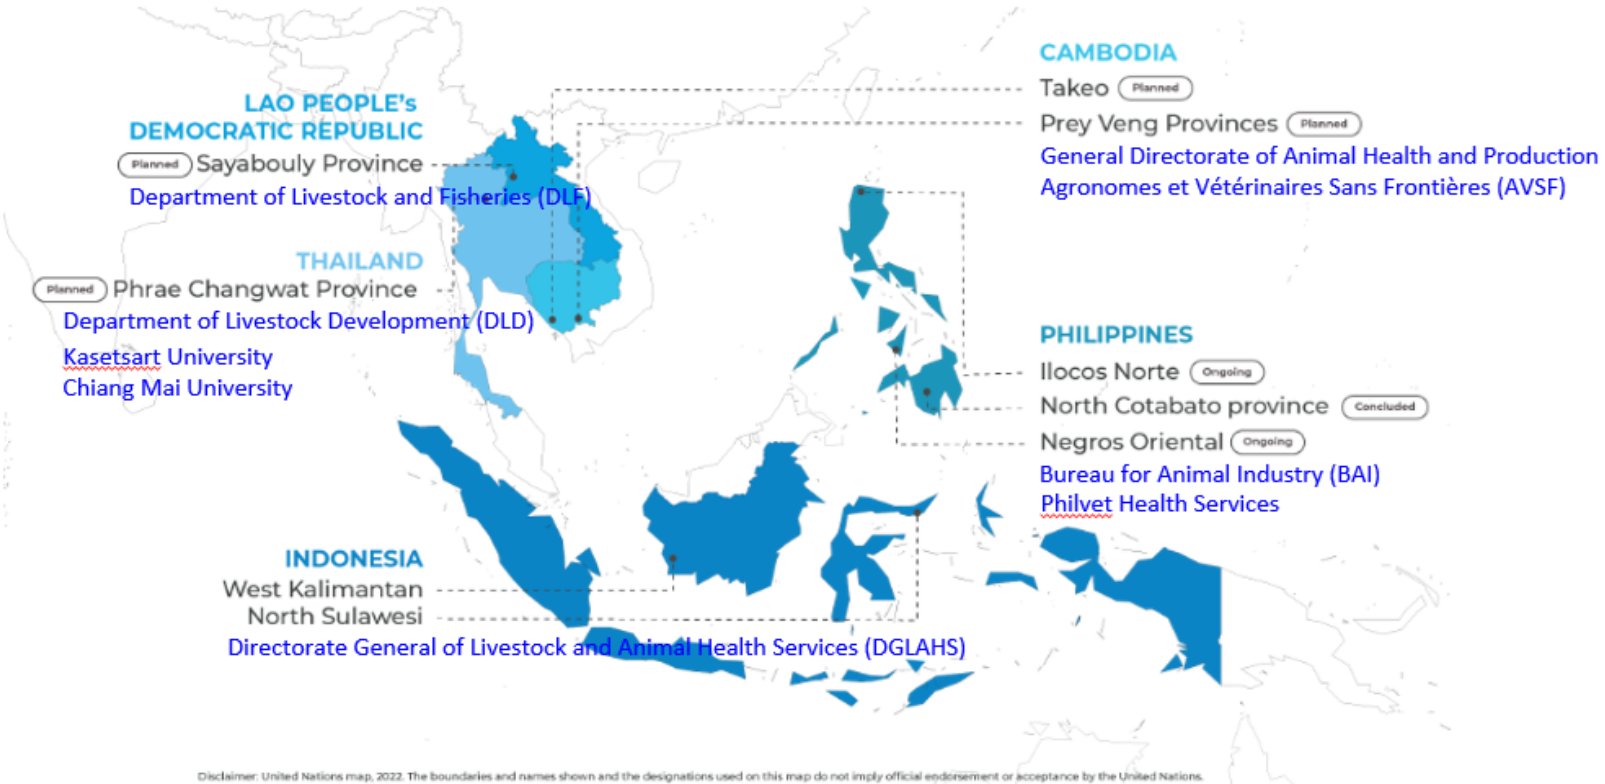 LAO PEOPLE's
DEMOCRATIC REPUBLIC
Planned Sayabouly Province
Department of Livestock and Fisheries (DLF)
THAILAND
Planned Phrae Changwat Province
Department of Livestock Development (DLD)
Kasetsart University
Chiang Mai University
INDONESIA
West Kalimantan
North Sulawesi
Directorate General of Livestock and Animal Health Services (DGLAHS)
CAMBODIA
Takeo Planned
Prey Veng Provinces Planned
General Directorate of Animal Health and Production
Agronomes et Vétérinaires Sans Frontières (AVSF)
PHILIPPINES
Ilocos Norte Ongoing
North Cotabato province Concluded
Negros Oriental Ongoing
Bureau for Animal Industry (BAI)
Philvet Health Services
Disclaimer: United Nations map, 2022. The boundaries and names shown and the designations used on this map do not imply official endorsement or acceptance by the United Nations.